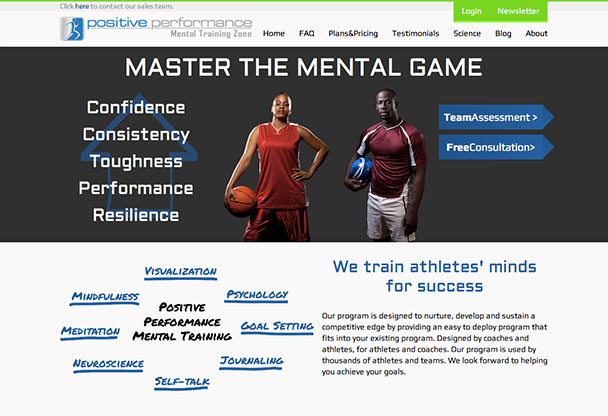 Click here to contact our sales team.
Login Newsletter
positive performance
Mental Training Zone
Home FAQ Plans&Pricing Testimonials Science Blog About
MASTER THE MENTAL GAME
Confidence
Consistency
Toughness
Performance
Resilience
TeamAssessment >
FreeConsultation>
Visualization
Mindfulness
Psychology
Positive
Performance
Mental Training
Meditation
Goal Setting
Neuroscience
Journaling
Self-talk
We train athletes' minds
for success
Our program is designed to nurture, develop and sustain a
competitive edge by providing an easy to deploy program that
fits into your existing program. Designed by coaches and
athletes, for athletes and coaches. Our program is used by
thousands of athletes and teams. We look forward to helping
you achieve your goals.